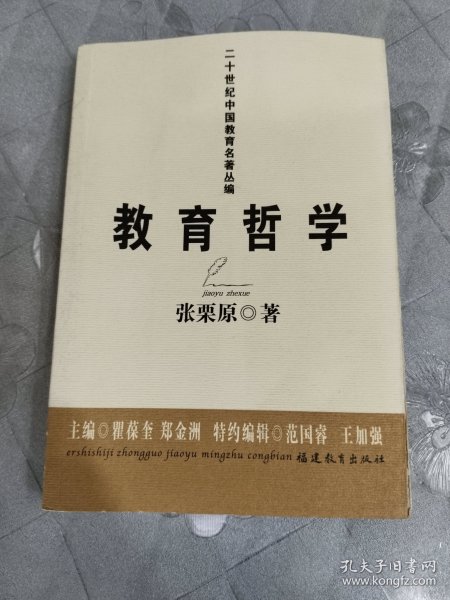 二十世纪中国教育名著丛编
教育哲学
jiaoyu zhexue
张栗原◎著
主编◎瞿葆奎 郑金洲 特约编辑◎范国睿 王加强
ershishiji zhongguo jiaoyu mingzhu congbian 福建教育出版社
孔夫子旧书网
www.kongfz.com